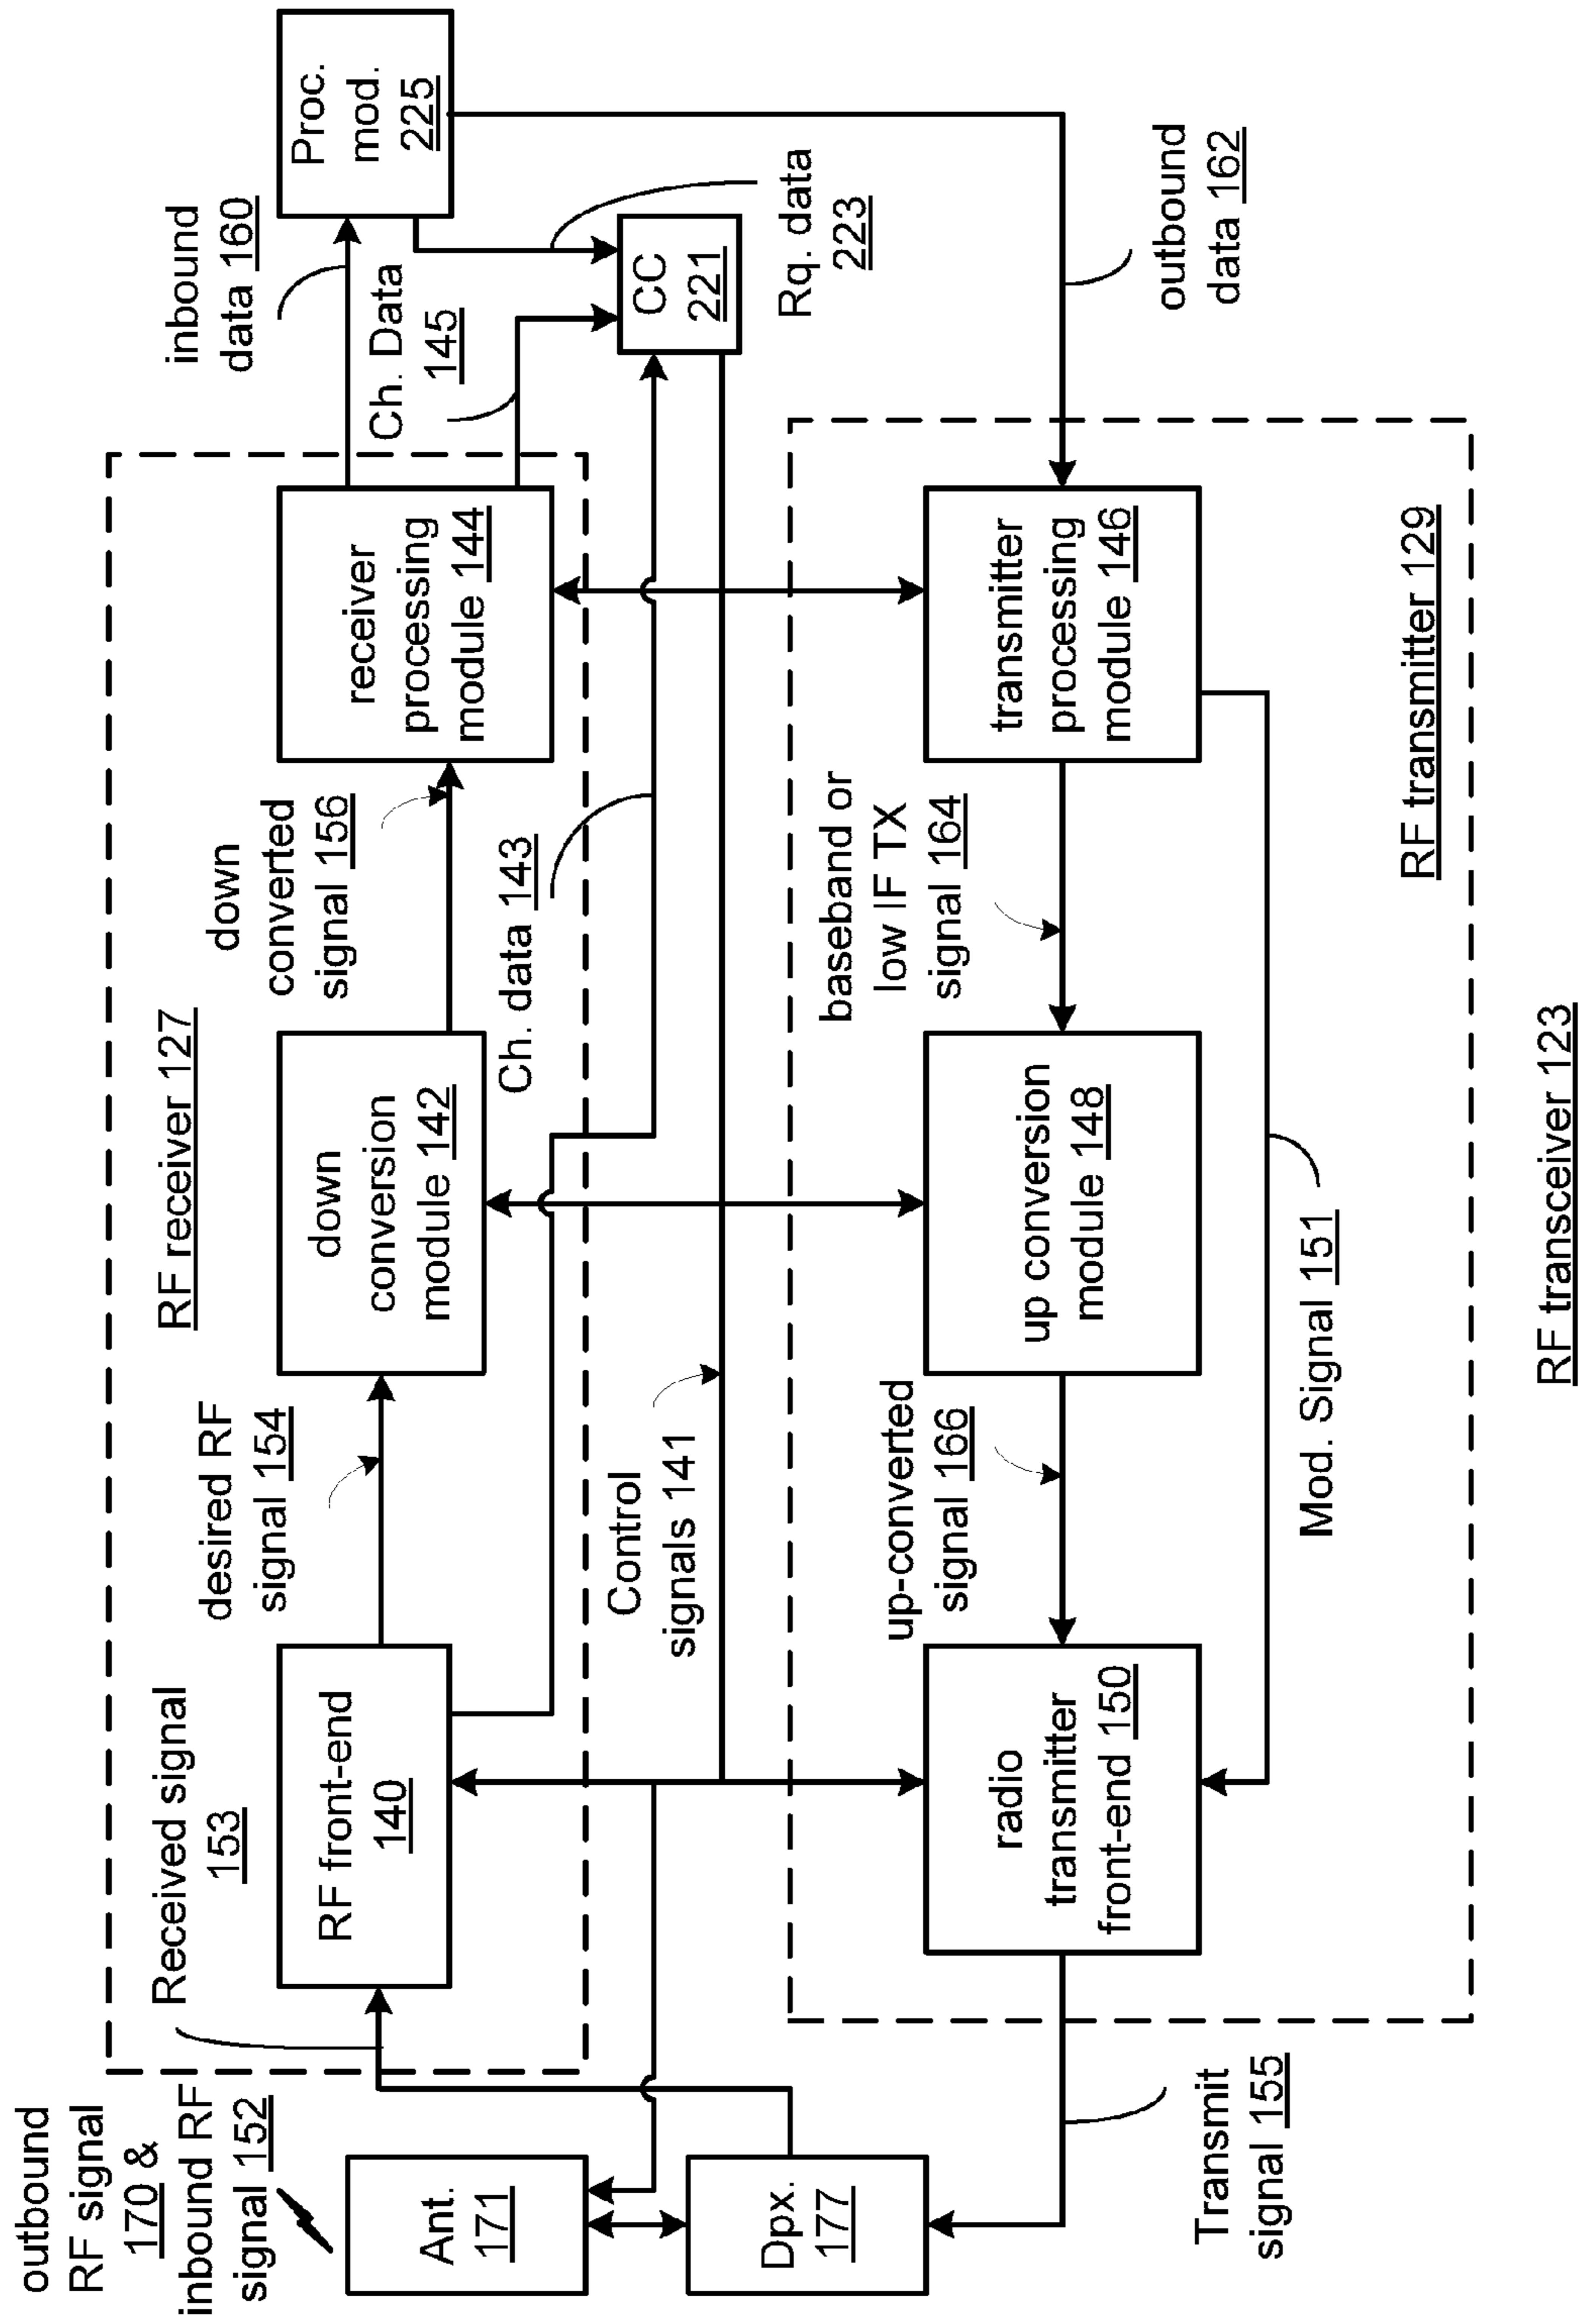 outbound
RF signal
170 &
inbound RF
signal 152
Ant.
171
Dpx.
177
Transmit
signal 155
Received signal
153
RF front-end
140
desired RF
signal 154
RF receiver 127
down
conversion
module 142
down
converted
signal 156
receiver
processing
module 144
inbound
data 160
Ch. Data
145
Proc.
mod.
225
CC
221
Rq. data
223
Ch. data 143
Control
signals 141
radio
transmitter
front-end 150
up-converted
signal 166
up conversion
module 148
baseband or
low IF TX
signal 164
transmitter
processing
module 146
outbound
data 162
Mod. Signal 151
RF transmitter 129
RF transceiver 123